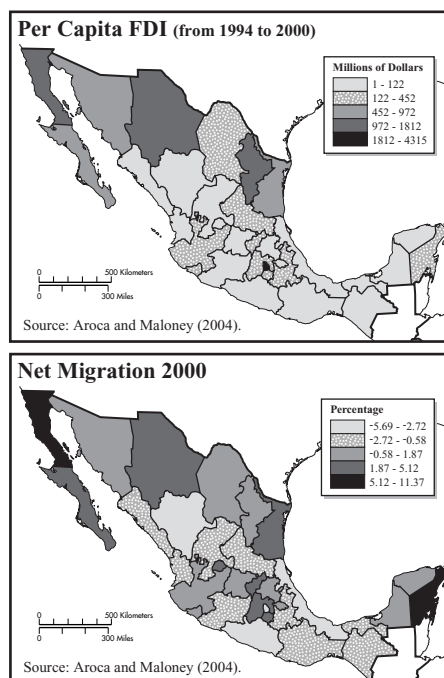 Per Capita FDI (from 1994 to 2000)
Millions of Dollars
1 - 122
122 - 452
452 - 972
972 - 1812
1812 - 4315
0 500 Kilometers
0 300 Miles
Source: Aroca and Maloney (2004).
Net Migration 2000
Percentage
-5.69 - -2.72
-2.72 - -0.58
-0.58 - 1.87
1.87 - 5.12
5.12 - 11.37
0 500 Kilometers
0 300 Miles
Source: Aroca and Maloney (2004).